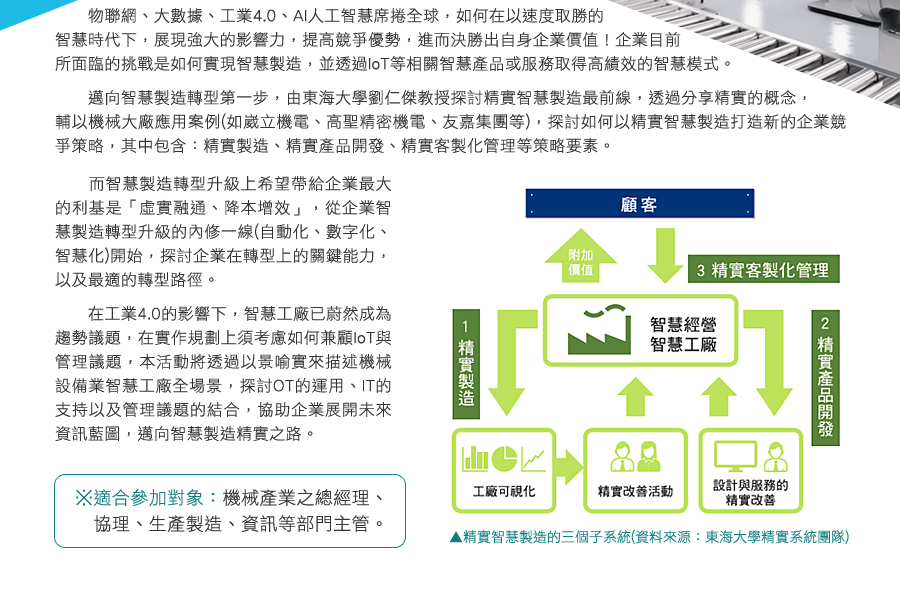 物聯網、大數據、工業4.0、AI人工智慧席捲全球，如何在以速度取勝的
智慧時代下，展現強大的影響力，提高競爭優勢，進而決勝出自身企業價值！企業目前
所面臨的挑戰是如何實現智慧製造，並透過IoT等相關智慧產品或服務取得高績效的智慧模式。
邁向智慧製造轉型第一步，由東海大學劉仁傑教授探討精實智慧製造最前線，透過分享精實的概念，
輔以機械大廠應用案例(如崴立機電、高聖精密機電、友嘉集團等)，探討如何以精實智慧製造打造新的企業競
爭策略，其中包含：精實製造、精實產品開發、精實客製化管理等策略要素。
而智慧製造轉型升級上希望帶給企業最大
的利基是「虛實融通、降本增效」，從企業智
慧製造轉型升級的內修一線(自動化、數字化、
智慧化)開始，探討企業在轉型上的關鍵能力，
以及最適的轉型路徑。
在工業4.0的影響下，智慧工廠已蔚然成為
趨勢議題，在實作規劃上須考慮如何兼顧IoT與
管理議題，本活動將透過以景喻實來描述機械
設備業智慧工廠全場景，探討OT的運用、IT的
支持以及管理議題的結合，協助企業展開未來
資訊藍圖，邁向智慧製造精實之路。
※適合參加對象：機械產業之總經理、
協理、生產製造、資訊等部門主管。
顧客
附加
價值
3 精實客製化管理
1 精實製造
智慧經營
智慧工廠
2 精實產品開發
工廠可視化
精實改善活動
設計與服務的
精實改善
▲精實智慧製造的三個子系統(資料來源：東海大學精實系統團隊)